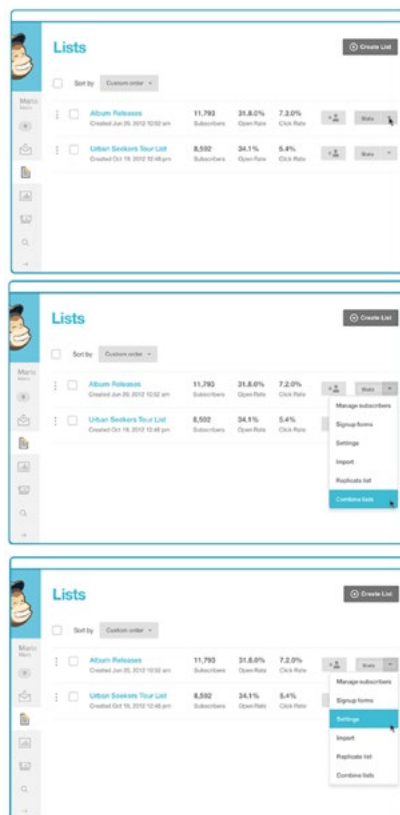 Lists
Create List
Sort by Custom order
Mario
Album Releases 11,793 31.8.0% 7.2.0% Stats
Created Jun 20, 2012 10:52 am Subscribers Open Rate Click Rate
Urban Seekers Tour List 8,592 34.1% 5.4% Stats
Created Oct 19, 2012 12:48 pm Subscribers Open Rate Click Rate
Lists
Create List
Sort by Custom order
Mario
Album Releases 11,793 31.8.0% 7.2.0% Stats
Created Jun 20, 2012 10:52 am Subscribers Open Rate Click Rate
Manage subscribers
Urban Seekers Tour List 8,592 34.1% 5.4%
Created Oct 19, 2012 12:48 pm Subscribers Open Rate Click Rate
Signup forms
Settings
Import
Replicate list
Combine lists
Lists
Create List
Sort by Custom order
Mario
Album Releases 11,793 31.8.0% 7.2.0% Stats
Created Jun 20, 2012 10:52 am Subscribers Open Rate Click Rate
Manage subscribers
Urban Seekers Tour List 8,592 34.1% 5.4%
Created Oct 19, 2012 12:48 pm Subscribers Open Rate Click Rate
Signup forms
Settings
Import
Replicate list
Combine lists